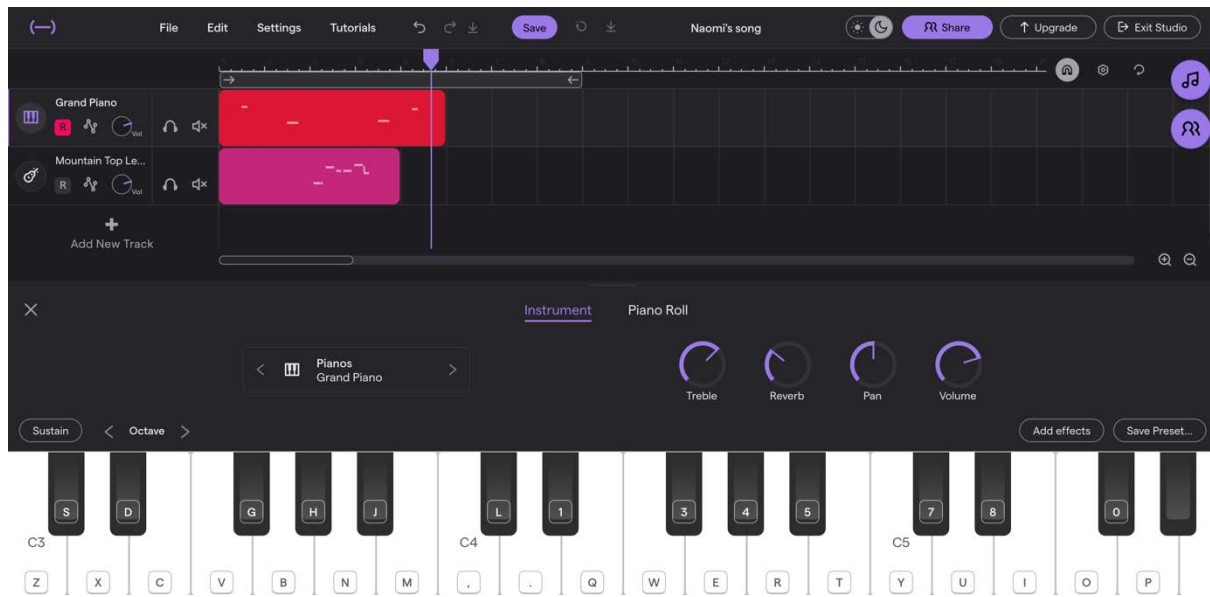 File Edit Settings Tutorials Save Naomi's song Share Upgrade Exit Studio
Grand Piano
R Vol
Mountain Top Le...
R Vol
Add New Track
Instrument Piano Roll
Pianos
Grand Piano
Treble Reverb Pan Volume
Sustain Octave Add effects Save Preset...
S D G H J L 1 3 4 5 7 8 0
C3 C4 C5
Z X C V B N M , . Q W E R T Y U I O P